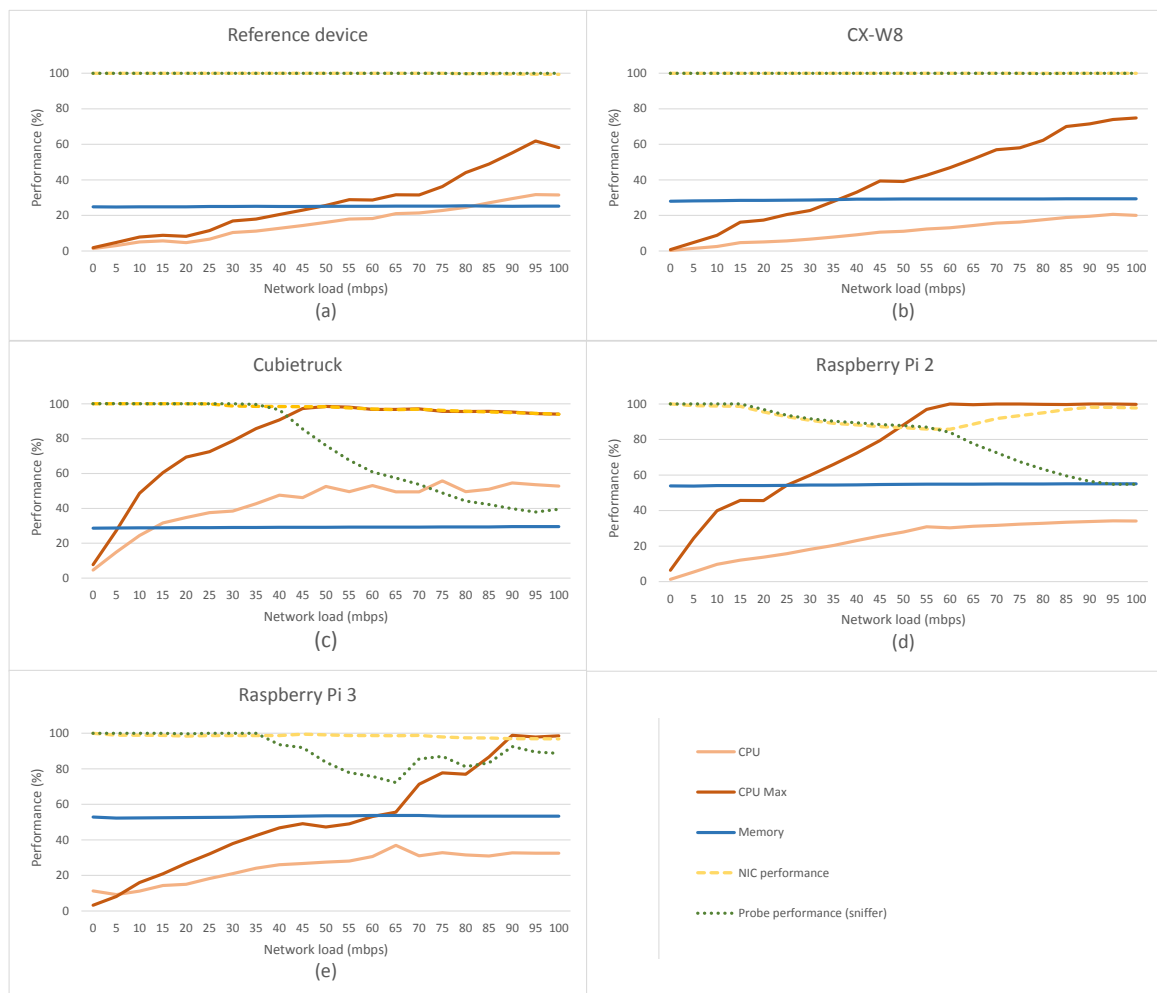 Reference device
Performance (%)
100
80
60
40
20
0
0 5 10 15 20 25 30 35 40 45 50 55 60 65 70 75 80 85 90 95 100
Network load (mbps)
(a)
CX-W8
Performance (%)
100
80
60
40
20
0
0 5 10 15 20 25 30 35 40 45 50 55 60 65 70 75 80 85 90 95 100
Network load (mbps)
(b)
Cubietruck
Performance (%)
100
80
60
40
20
0
0 5 10 15 20 25 30 35 40 45 50 55 60 65 70 75 80 85 90 95 100
Network load (mbps)
(c)
Raspberry Pi 2
Performance (%)
100
80
60
40
20
0
0 5 10 15 20 25 30 35 40 45 50 55 60 65 70 75 80 85 90 95 100
Network load (mbps)
(d)
Raspberry Pi 3
Performance (%)
100
80
60
40
20
0
0 5 10 15 20 25 30 35 40 45 50 55 60 65 70 75 80 85 90 95 100
Network load (mbps)
(e)
CPU
CPU Max
Memory
NIC performance
Probe performance (sniffer)